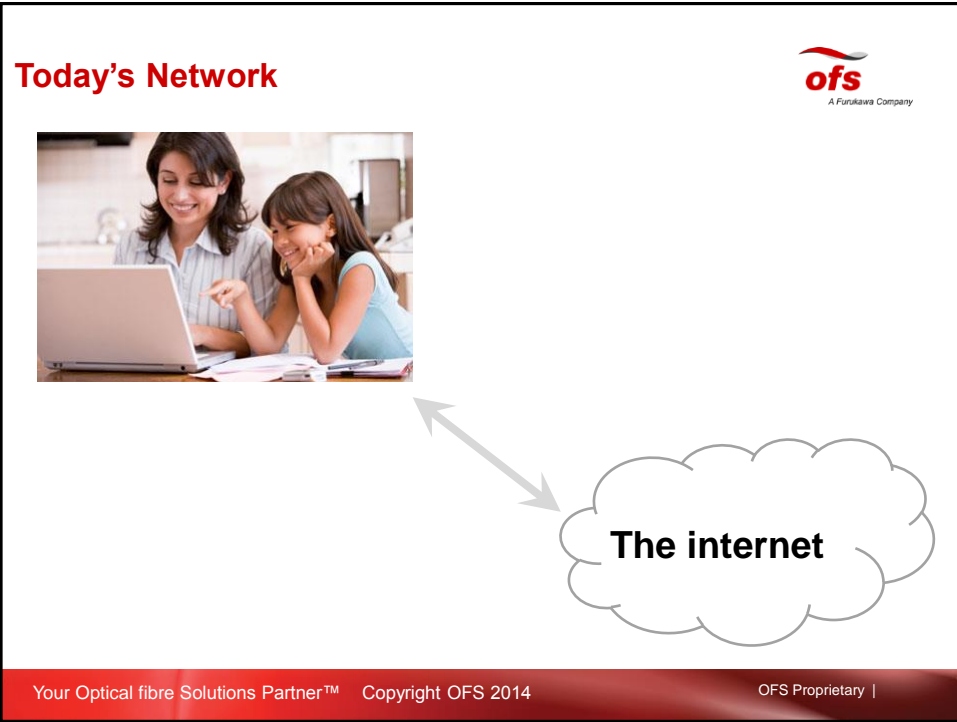 Today’s Network
ofs
A Furukawa Company
The internet
Your Optical fibre Solutions Partner™ Copyright OFS 2014 OFS Proprietary |